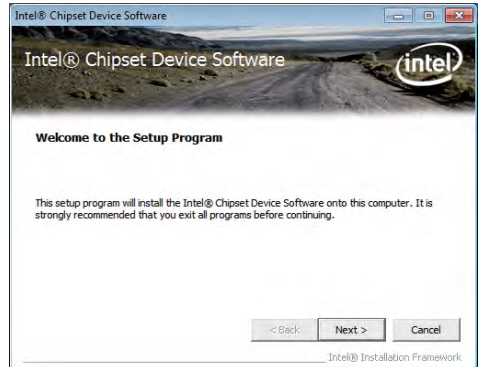 Intel® Chipset Device Software
Intel® Chipset Device Software
intel
Welcome to the Setup Program
This setup program will install the Intel® Chipset Device Software onto this computer. It is
strongly recommended that you exit all programs before continuing.
< Back Next > Cancel
Intel® Installation Framework